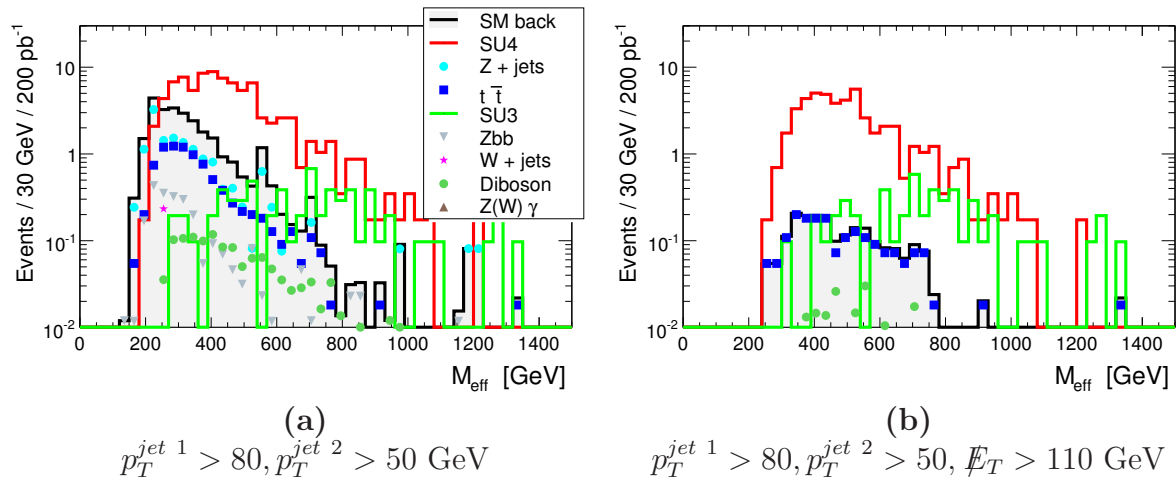 Events / 30 GeV / 200 pb⁻¹
10
1
10⁻¹
10⁻²
0 200 400 600 800 1000 1200 1400
M_eff [GeV]
SM back
SU4
Z + jets
t t̅
SU3
Zbb
W + jets
Diboson
Z(W) γ
(a)
p_T^{jet 1} > 80, p_T^{jet 2} > 50 GeV
Events / 30 GeV / 200 pb⁻¹
10
1
10⁻¹
10⁻²
0 200 400 600 800 1000 1200 1400
M_eff [GeV]
(b)
p_T^{jet 1} > 80, p_T^{jet 2} > 50, E̸_T > 110 GeV